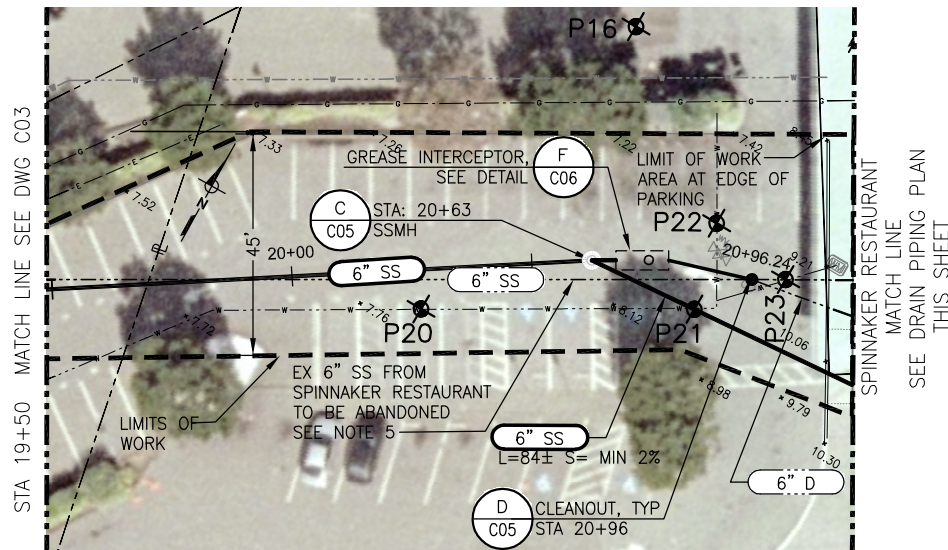 P16
7.33
7.26
7.22
7.42
GREASE INTERCEPTOR,
SEE DETAIL
F
C06
LIMIT OF WORK
AREA AT EDGE OF
PARKING
7.52
N
C
C05
STA: 20+63
SSMH
P22
45'
20+00
6" SS
6" SS
20+96.24
9.21
7.72
7.76
P20
8.12
P21
P23
10.06
EX 6" SS FROM
SPINNAKER RESTAURANT
TO BE ABANDONED
SEE NOTE 5
8.98
9.79
LIMITS OF
WORK
6" SS
L=84± S= MIN 2%
10.30
6" D
D
C05
CLEANOUT, TYP
STA 20+96
STA 19+50 MATCH LINE SEE DWG C03
SPINNAKER RESTAURANT
MATCH LINE
SEE DRAIN PIPING PLAN
THIS SHEET